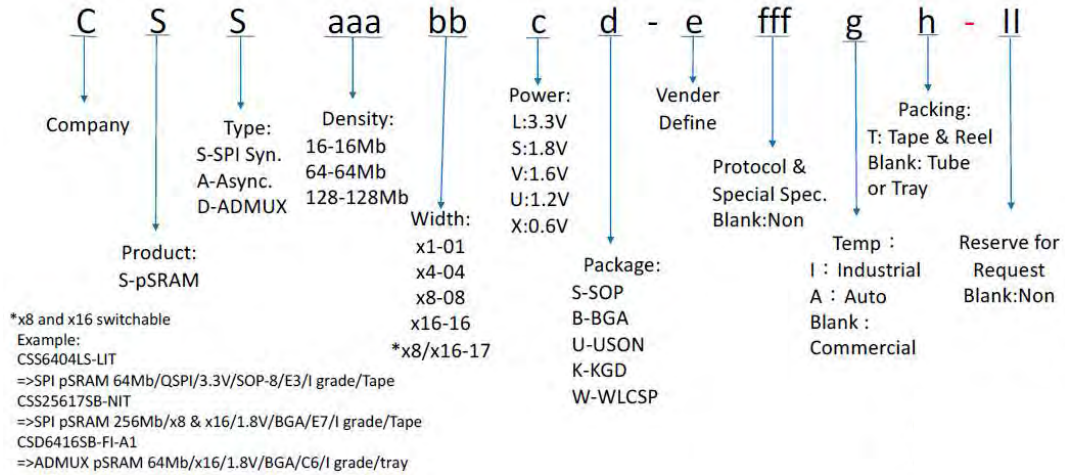 C S S aaa bb c d - e fff g h - II
Company
Product:
S-pSRAM
Type:
S-SPI Syn.
A-Async.
D-ADMUX
Density:
16-16Mb
64-64Mb
128-128Mb
Width:
x1-01
x4-04
x8-08
x16-16
*x8/x16-17
Power:
L:3.3V
S:1.8V
V:1.6V
U:1.2V
X:0.6V
Package:
S-SOP
B-BGA
U-USON
K-KGD
W-WLCSP
Vender
Define
Protocol &
Special Spec.
Blank:Non
Temp：
I：Industrial
A：Auto
Blank :
Commercial
Packing:
T: Tape & Reel
Blank: Tube
or Tray
Reserve for
Request
Blank:Non
*x8 and x16 switchable
Example:
CSS6404LS-LIT
=>SPI pSRAM 64Mb/QSPI/3.3V/SOP-8/E3/I grade/Tape
CSS25617SB-NIT
=>SPI pSRAM 256Mb/x8 & x16/1.8V/BGA/E7/I grade/Tape
CSD6416SB-FI-A1
=>ADMUX pSRAM 64Mb/x16/1.8V/BGA/C6/I grade/tray